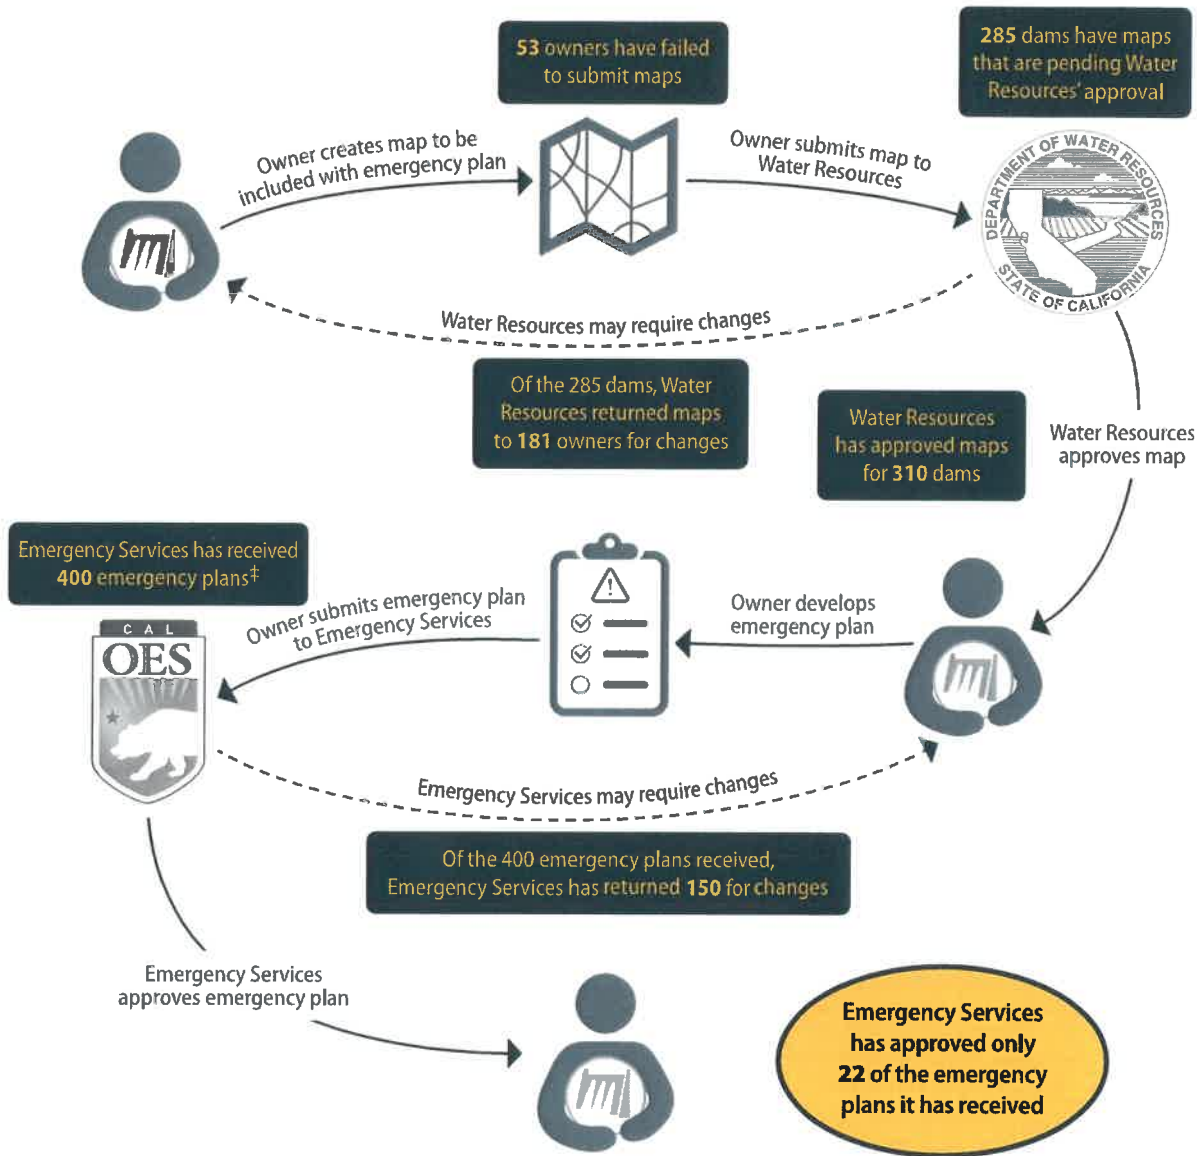 53 owners have failed
to submit maps
285 dams have maps
that are pending Water
Resources' approval
Owner creates map to be
included with emergency plan
Owner submits map to
Water Resources
DEPARTMENT OF WATER RESOURCES
STATE OF CALIFORNIA
Water Resources may require changes
Of the 285 dams, Water
Resources returned maps
to 181 owners for changes
Water Resources
has approved maps
for 310 dams
Water Resources
approves map
Emergency Services has received
400 emergency plans‡
Owner submits emergency plan
to Emergency Services
Owner develops
emergency plan
CAL
OES
Emergency Services may require changes
Of the 400 emergency plans received,
Emergency Services has returned 150 for changes
Emergency Services
approves emergency plan
Emergency Services
has approved only
22 of the emergency
plans it has received